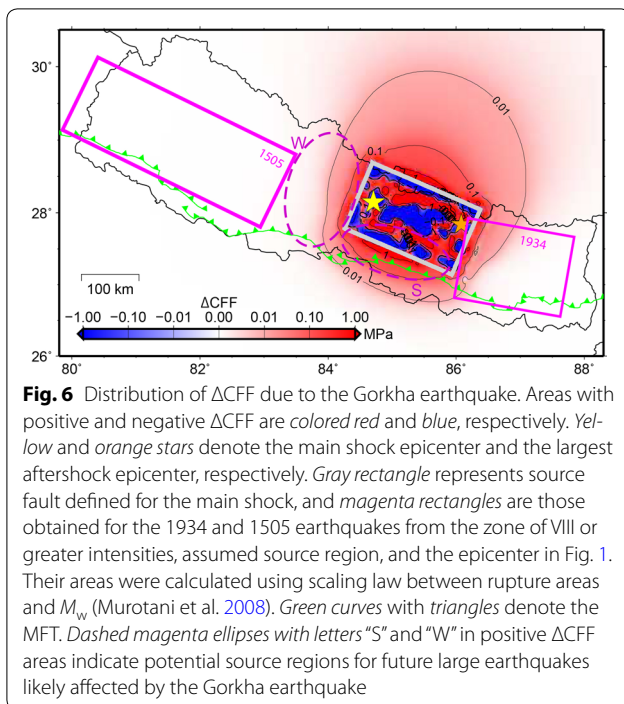 30°
28°
26°
80°
82°
84°
86°
88°
W
1505
0.01
0.1
0.1
0.01
1934
S
100 km
ΔCFF
−1.00 −0.10 −0.01 0.00 0.01 0.10 1.00
MPa
Fig. 6 Distribution of ΔCFF due to the Gorkha earthquake. Areas with
positive and negative ΔCFF are colored red and blue, respectively. Yel-
low and orange stars denote the main shock epicenter and the largest
aftershock epicenter, respectively. Gray rectangle represents source
fault defined for the main shock, and magenta rectangles are those
obtained for the 1934 and 1505 earthquakes from the zone of VIII or
greater intensities, assumed source region, and the epicenter in Fig. 1.
Their areas were calculated using scaling law between rupture areas
and Mw (Murotani et al. 2008). Green curves with triangles denote the
MFT. Dashed magenta ellipses with letters “S” and “W” in positive ΔCFF
areas indicate potential source regions for future large earthquakes
likely affected by the Gorkha earthquake